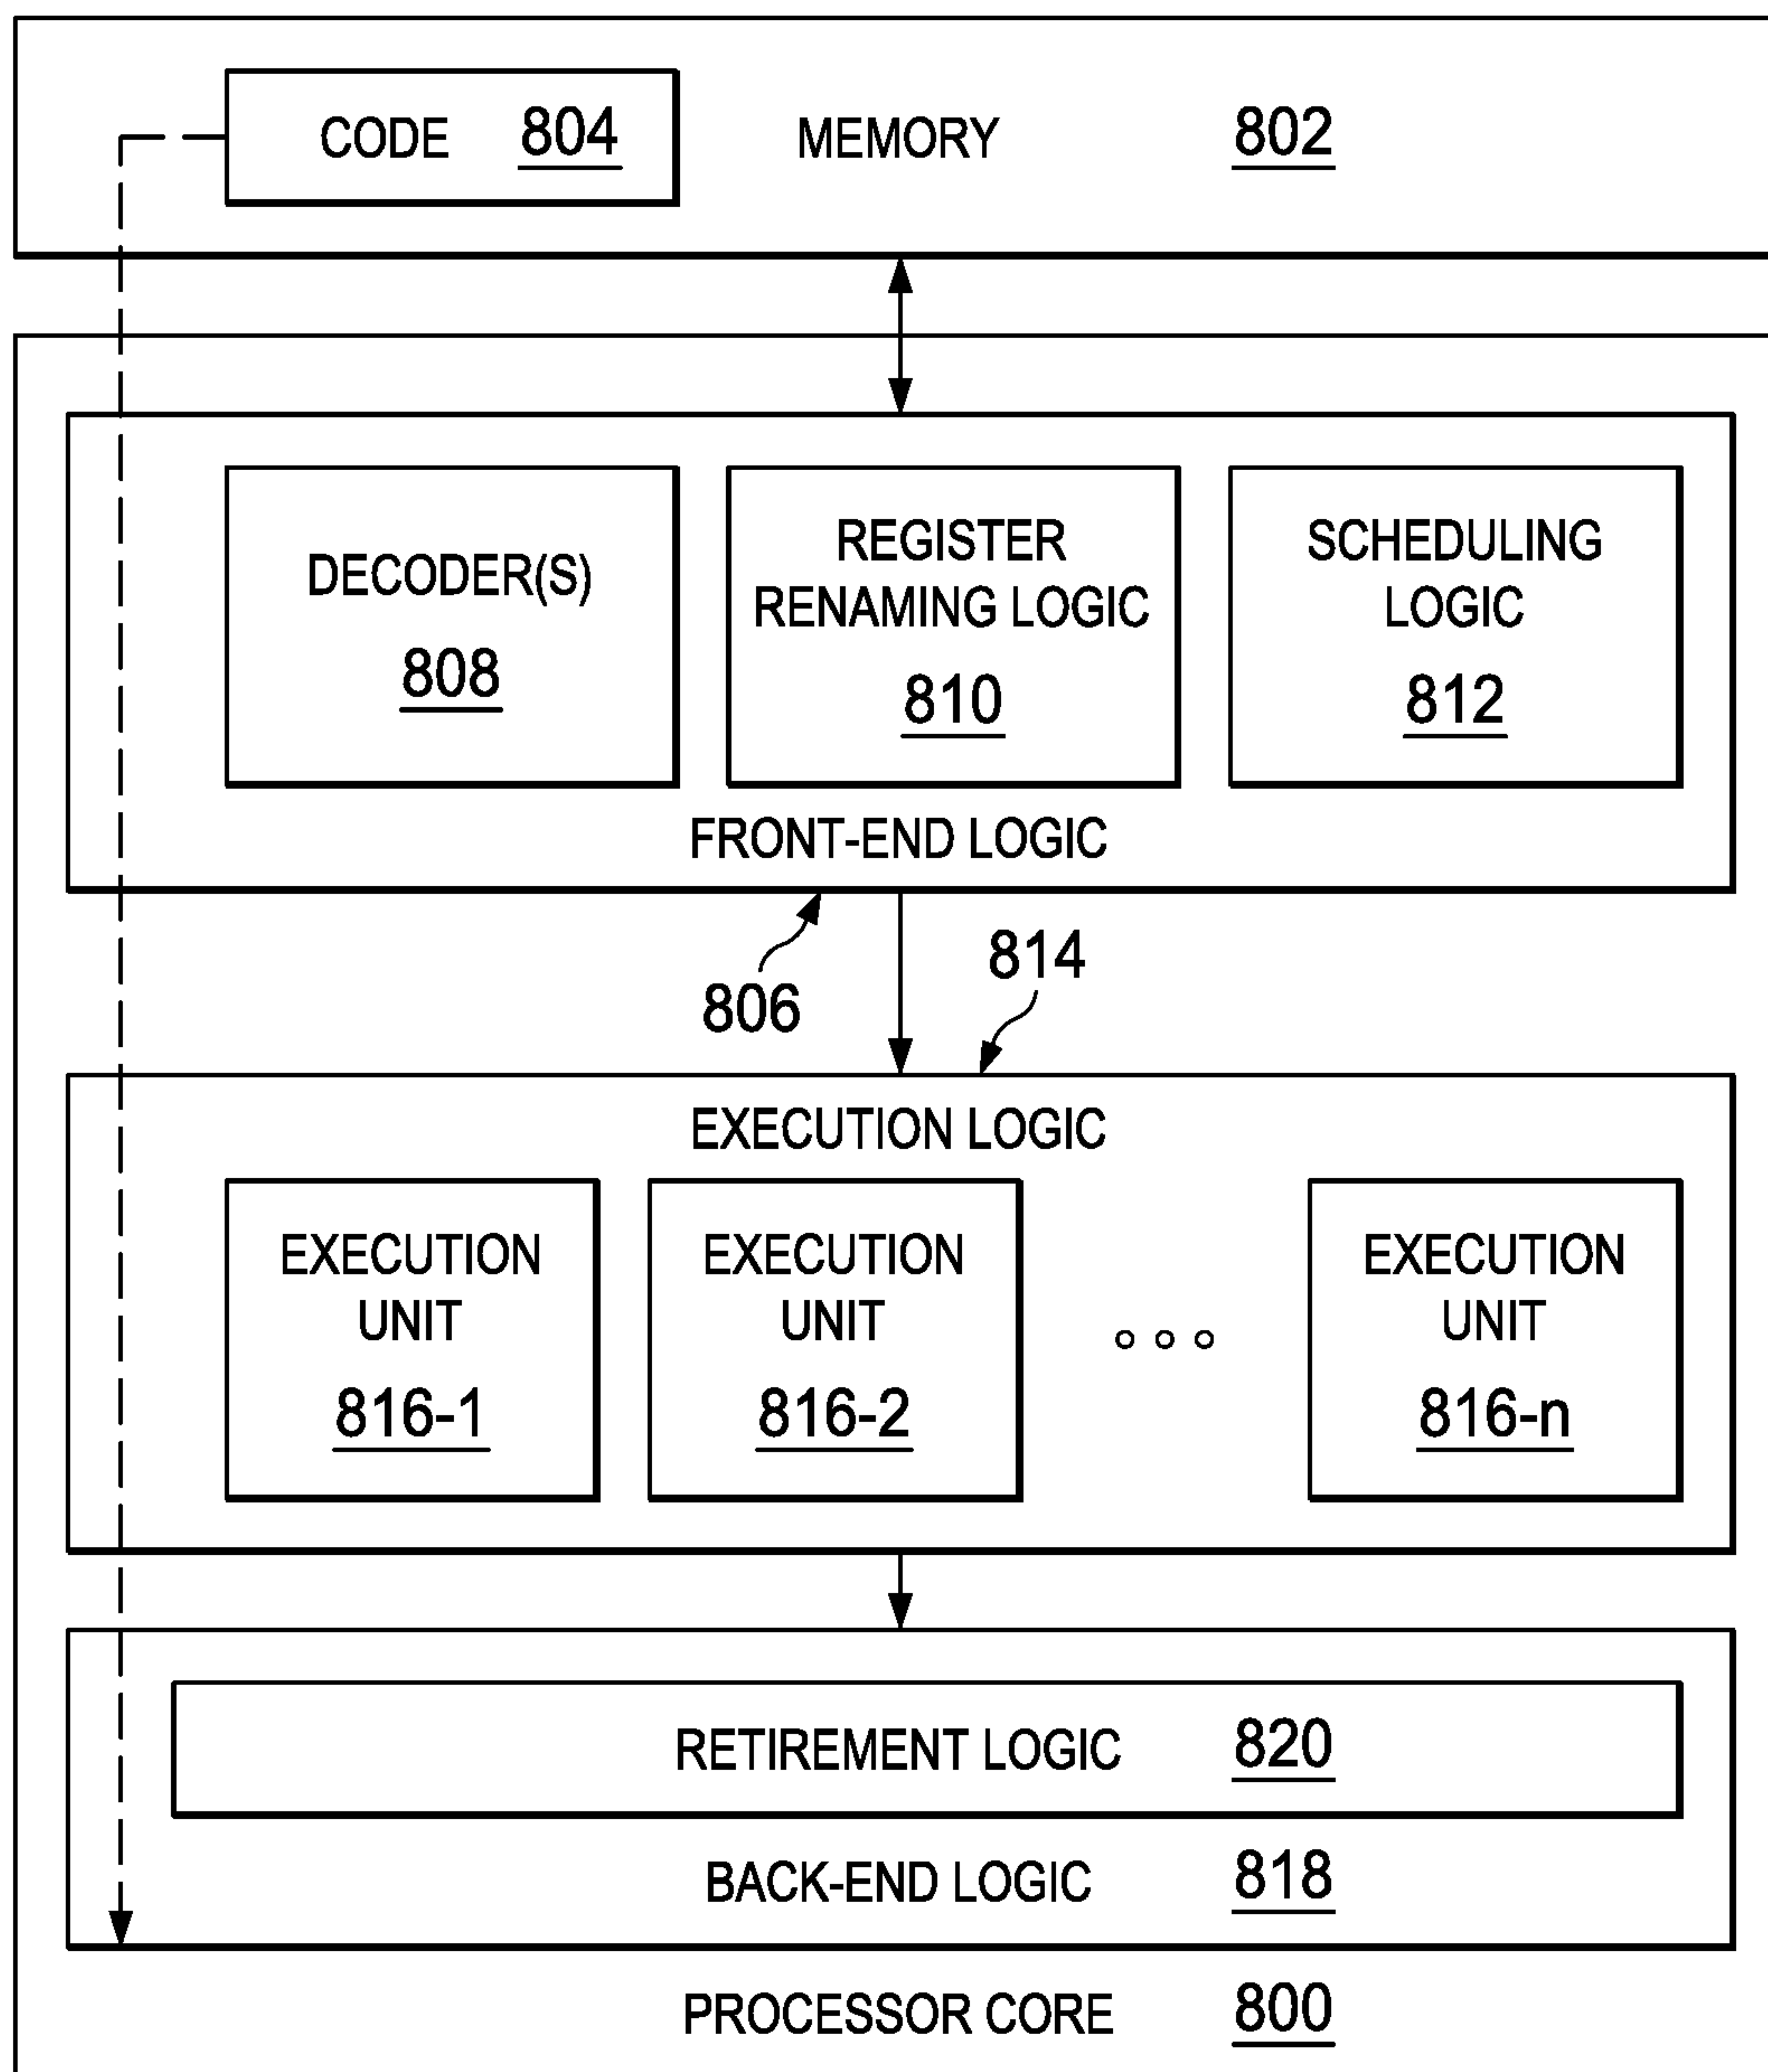 CODE 804 MEMORY 802
DECODER(S)
808
REGISTER
RENAMING LOGIC
810
SCHEDULING
LOGIC
812
FRONT-END LOGIC
806
814
EXECUTION LOGIC
EXECUTION
UNIT
816-1
EXECUTION
UNIT
816-2
EXECUTION
UNIT
816-n
RETIREMENT LOGIC 820
BACK-END LOGIC 818
PROCESSOR CORE 800